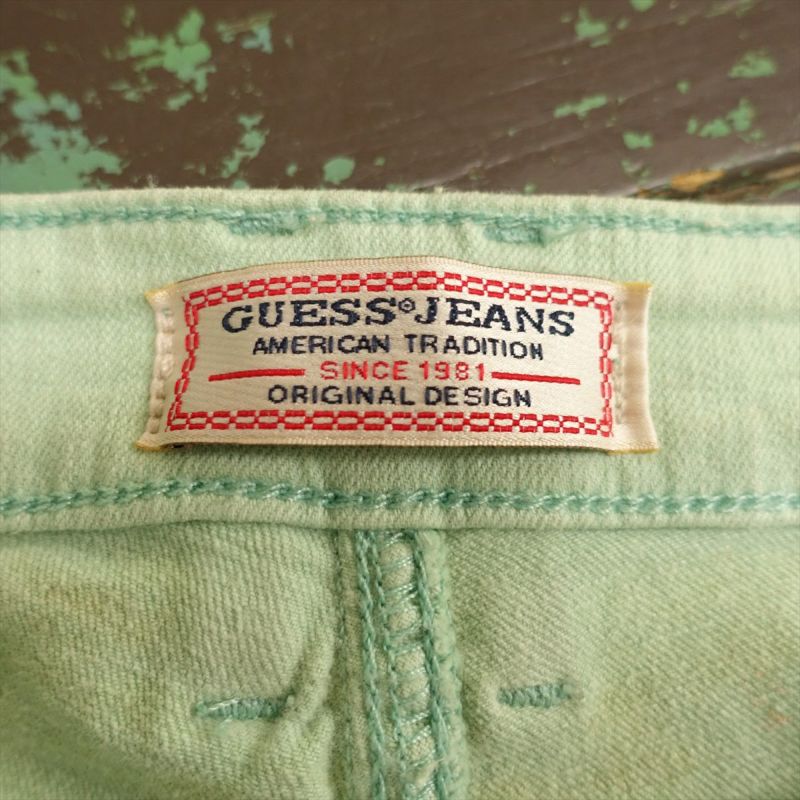 GUESS®JEANS
AMERICAN TRADITION
SINCE 1981
ORIGINAL DESIGN